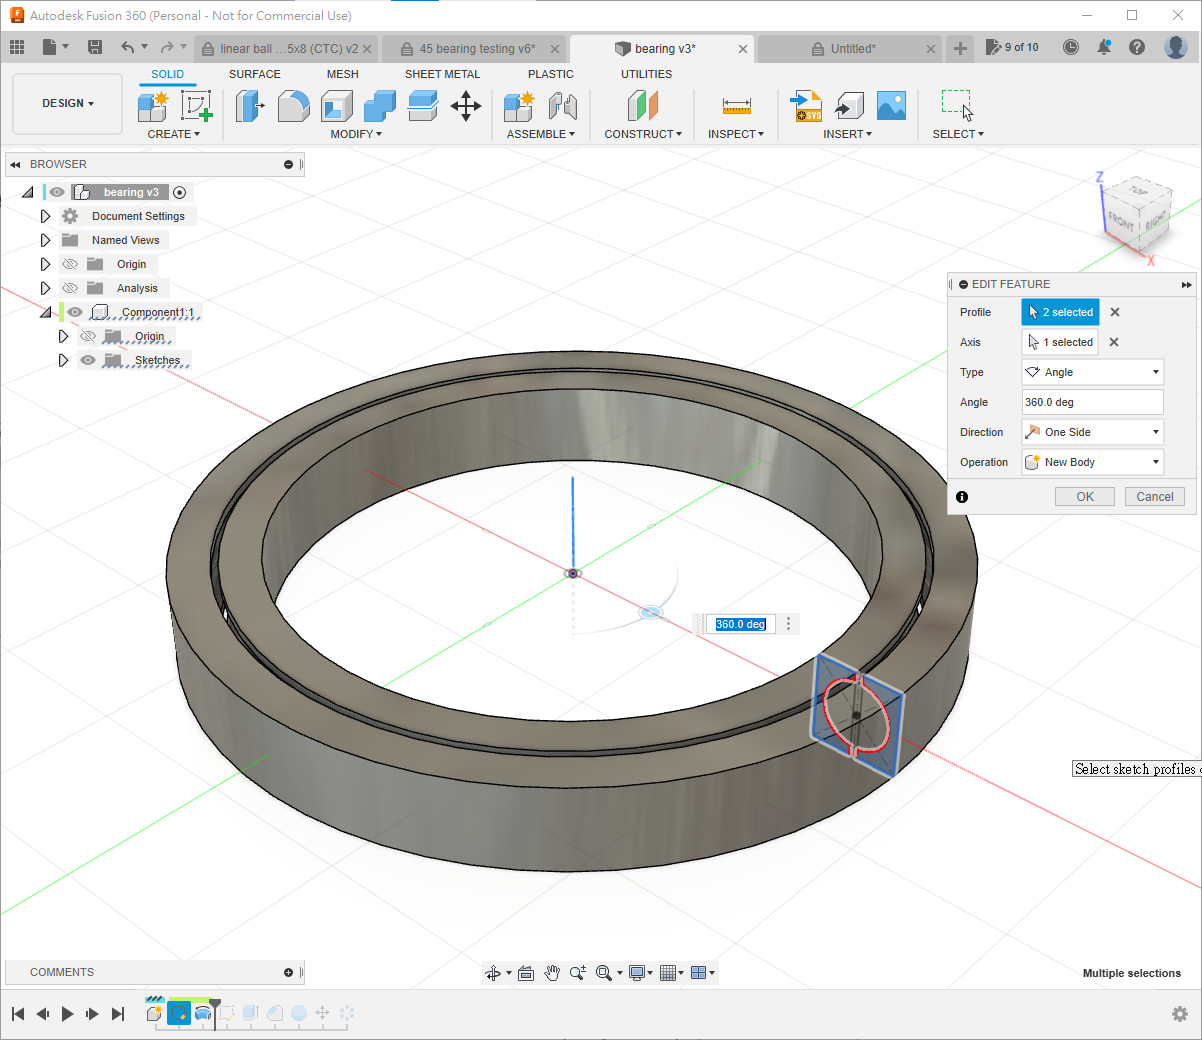 Autodesk Fusion 360 (Personal - Not for Commercial Use)
linear ball ...5x8 (CTC) v2
45 bearing testing v6*
bearing v3*
Untitled*
9 of 10
SOLID
SURFACE
MESH
SHEET METAL
PLASTIC
UTILITIES
DESIGN
CREATE
MODIFY
ASSEMBLE
CONSTRUCT
INSPECT
SVG
INSERT
SELECT
BROWSER
bearing v3
Document Settings
Named Views
Origin
Analysis
Component1:1
Origin
Sketches
Z
TOP
FRONT
RIGHT
X
EDIT FEATURE
Profile
2 selected
Axis
1 selected
Type
Angle
Angle
360.0 deg
Direction
One Side
Operation
New Body
OK
Cancel
360.0 deg
Select sketch profiles
COMMENTS
Multiple selections